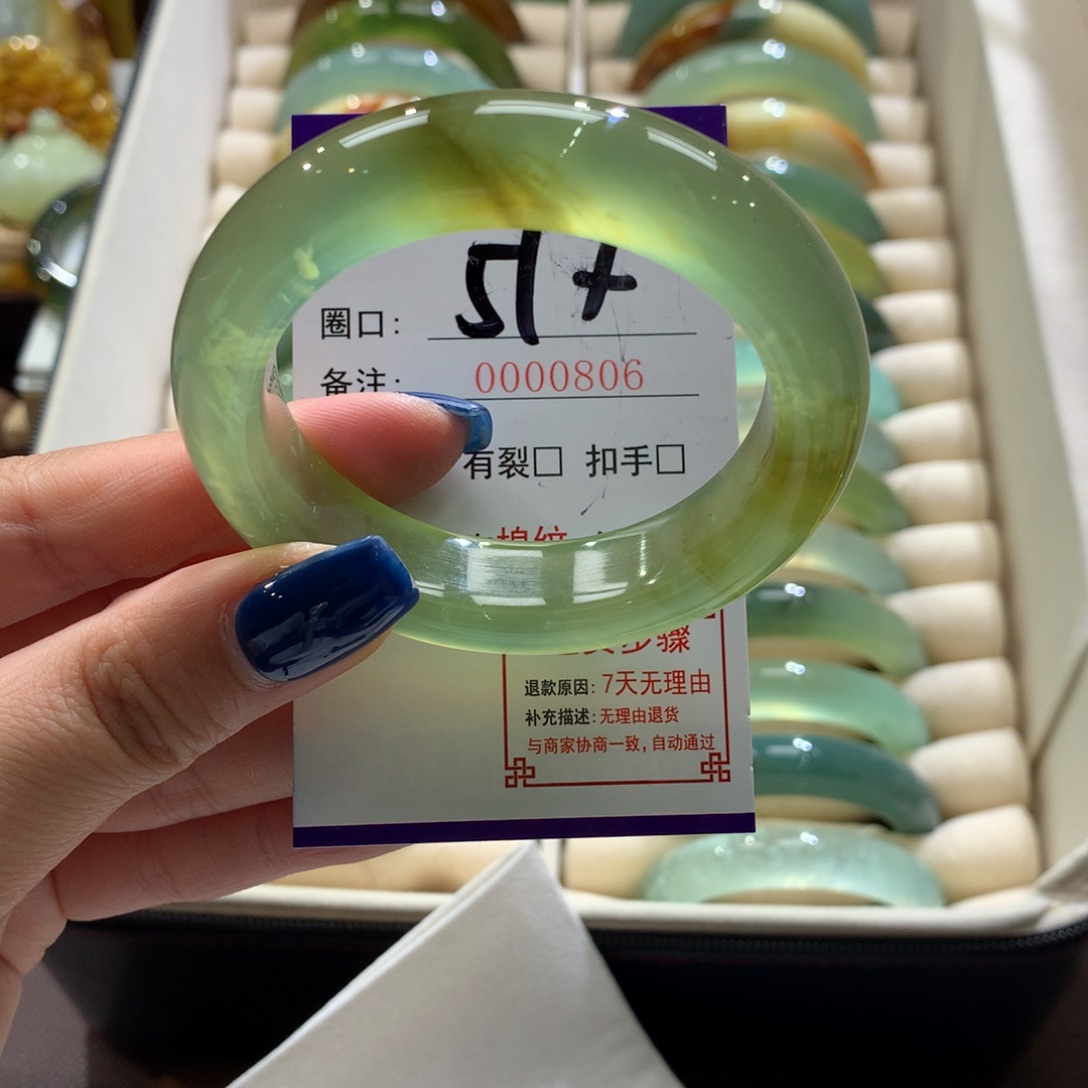 圈口:
备注: 0000806
有裂□ 扣手□
步骤
退款原因: 7天无理由
补充描述: 无理由退货
与商家协商一致, 自动通过